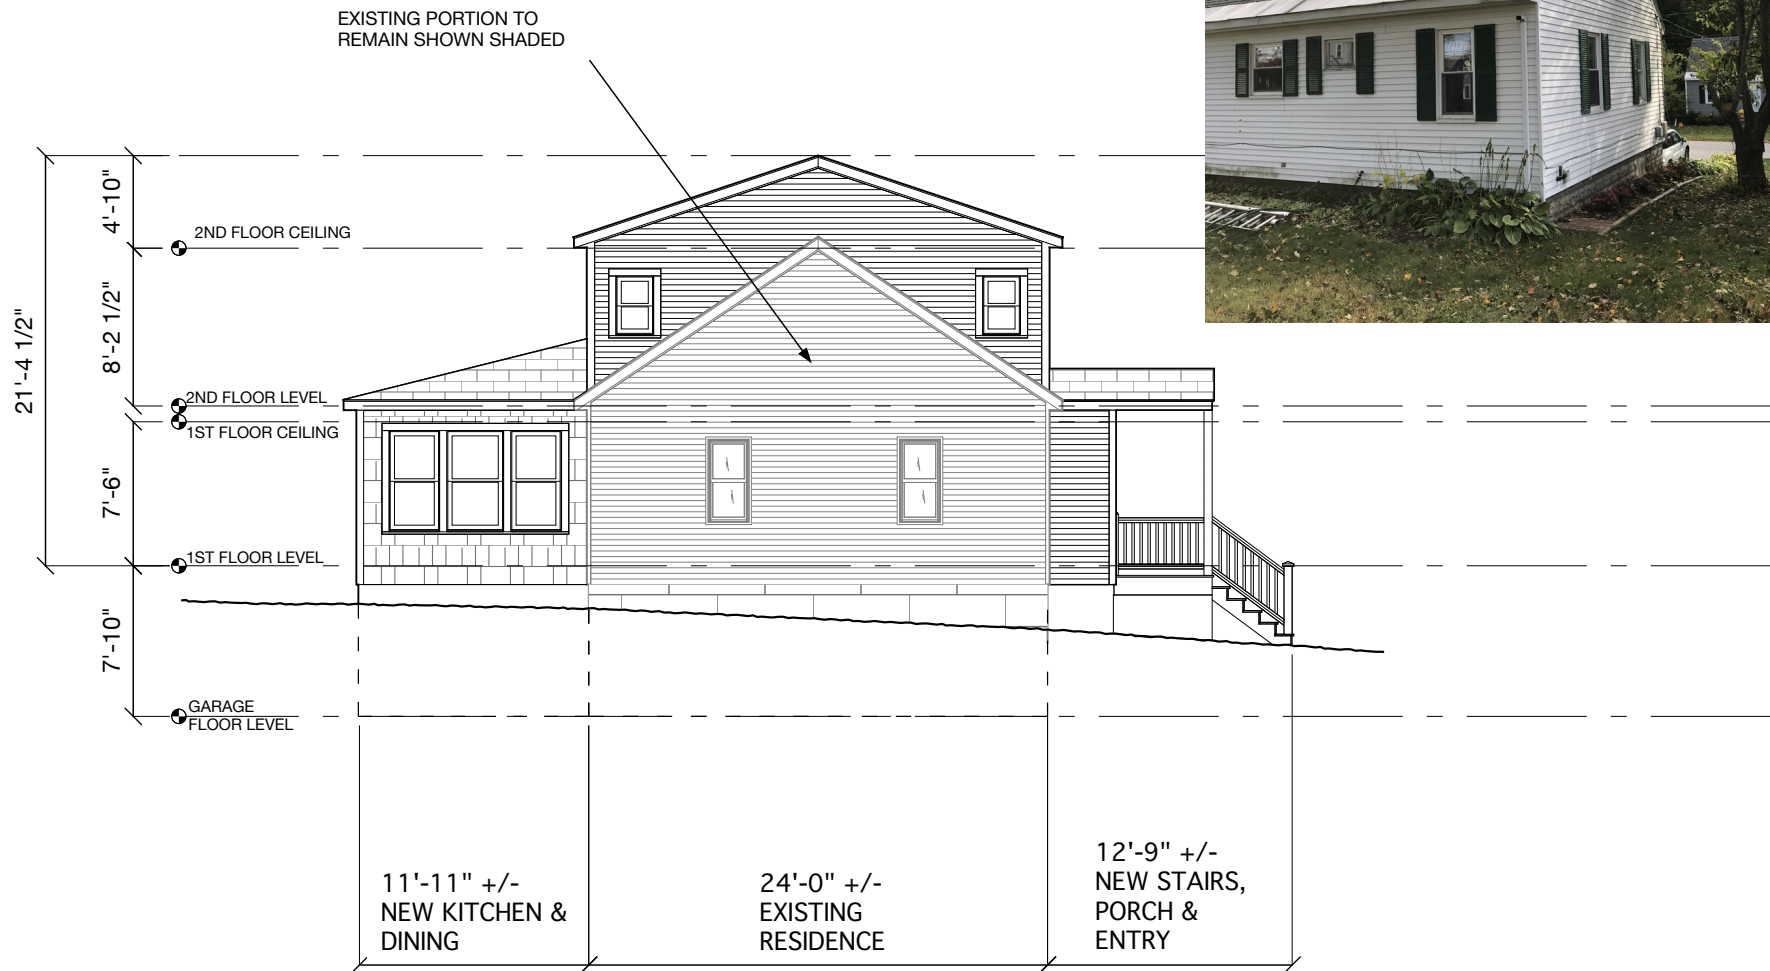 EXISTING PORTION TO
REMAIN SHOWN SHADED
4'-10"
2ND FLOOR CEILING
8'-2 1/2"
21'-4 1/2"
2ND FLOOR LEVEL
1ST FLOOR CEILING
7'-6"
1ST FLOOR LEVEL
7'-10"
GARAGE
FLOOR LEVEL
11'-11" +/-
NEW KITCHEN &
DINING
24'-0" +/-
EXISTING
RESIDENCE
12'-9" +/-
NEW STAIRS,
PORCH &
ENTRY